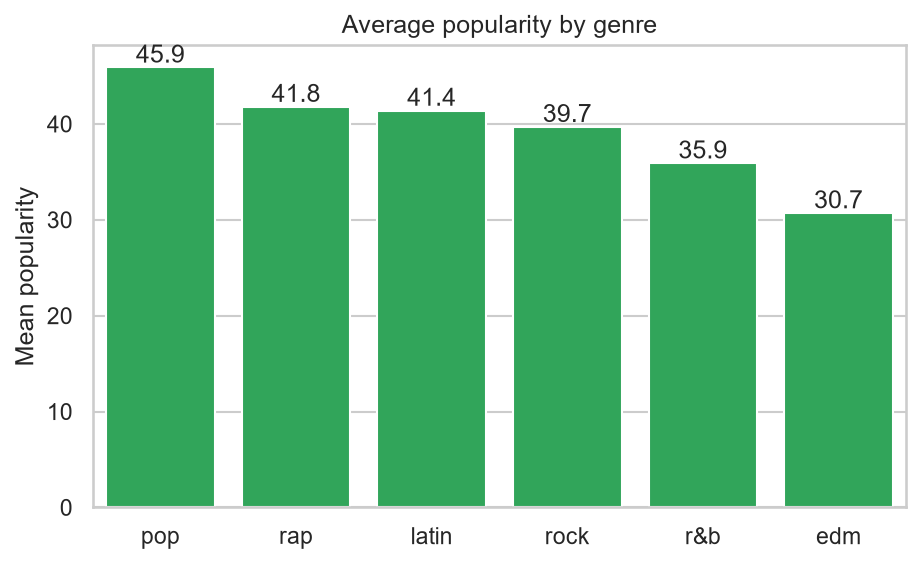 Average popularity by genre
Mean popularity
45.9
41.8
41.4
39.7
35.9
30.7
40
30
20
10
0
pop
rap
latin
rock
r&b
edm